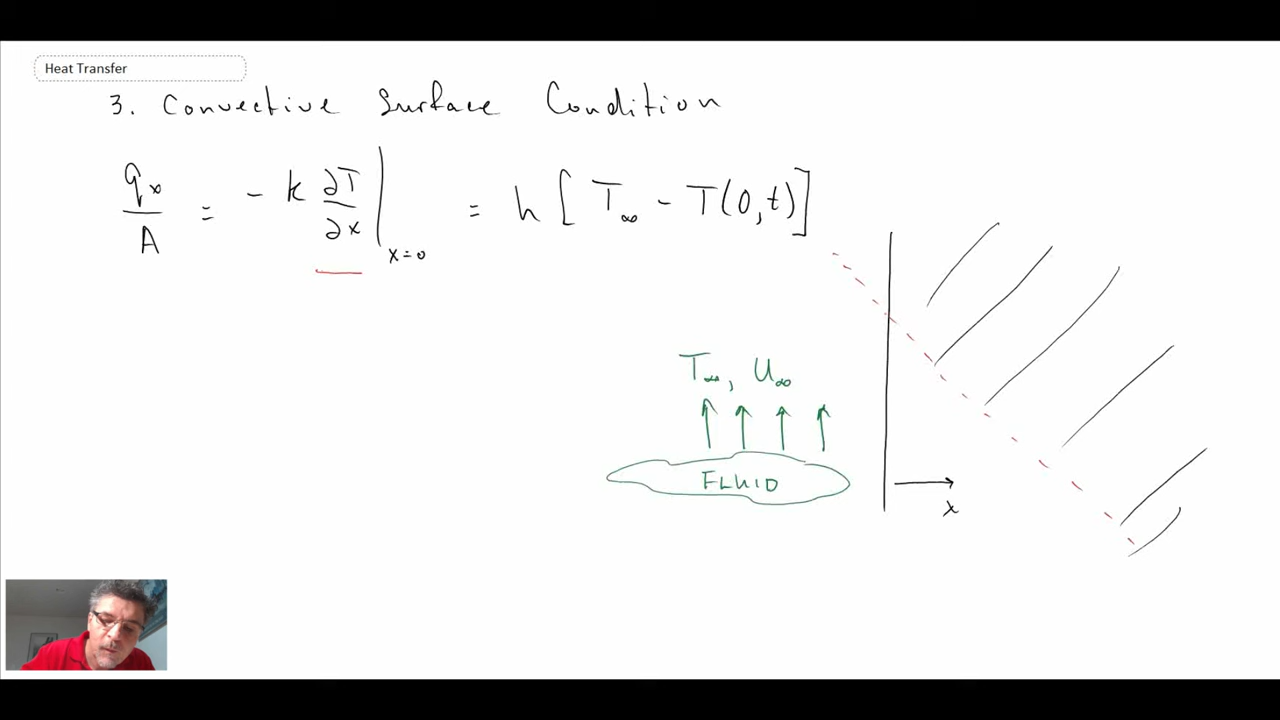 Heat Transfer
3. Convective Surface Condition
qx/A = -k ∂T/∂x |x=0 = h[T∞ - T(0,t)]
T∞, U∞
FLUID
x